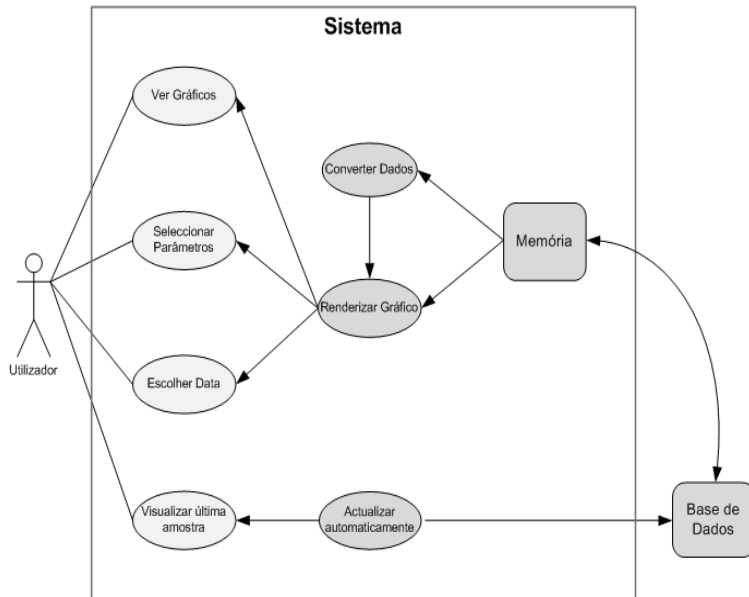 Sistema
Ver Gráficos
Converter Dados
Seleccionar
Parâmetros
Memória
Renderizar Gráfico
Utilizador
Escolher Data
Visualizar última
amostra
Actualizar
automaticamente
Base de
Dados